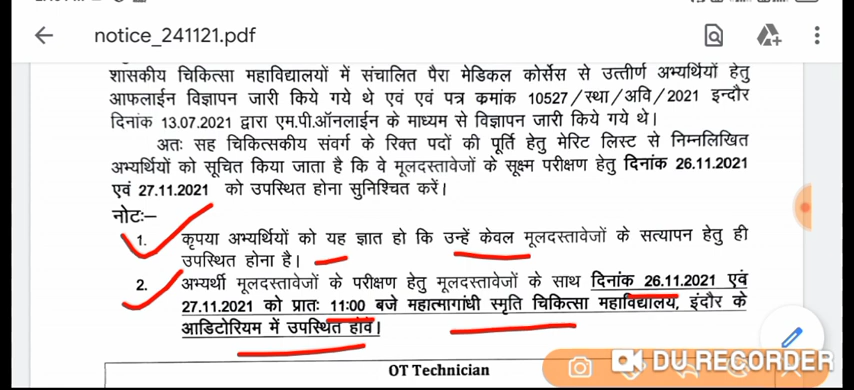 notice_241121.pdf
शासकीय चिकित्सा महाविद्यालयों में संचालित पैरा मेडिकल कोर्सेस से उत्तीर्ण अभ्यर्थियों हेतु
आफलाईन विज्ञापन जारी किये गये थे एवं एवं पत्र क्रमांक 10527/स्था/अवि/2021 इन्दौर
दिनांक 13.07.2021 द्वारा एम.पी.ऑनलाईन के माध्यम से विज्ञापन जारी किये गये थे।
अतः सह चिकित्सकीय संवर्ग के रिक्त पदों की पूर्ति हेतु मेरिट लिस्ट से निम्नलिखित
अभ्यर्थियों को सूचित किया जाता है कि वे मूलदस्तावेजों के सूक्ष्म परीक्षण हेतु दिनांक 26.11.2021
एवं 27.11.2021 को उपस्थित होना सुनिश्चित करें।
नोटः–
1. कृपया अभ्यर्थियों को यह ज्ञात हो कि उन्हें केवल मूलदस्तावेजों के सत्यापन हेतु ही
उपस्थित होना है।
2. अभ्यर्थी मूलदस्तावेजों के परीक्षण हेतु मूलदस्तावेजों के साथ दिनांक 26.11.2021 एवं
27.11.2021 को प्रातः 11:00 बजे महात्मागांधी स्मृति चिकित्सा महाविद्यालय, इंदौर के
आडिटोरियम में उपस्थित होवे।
OT Technician
DU RECORDER